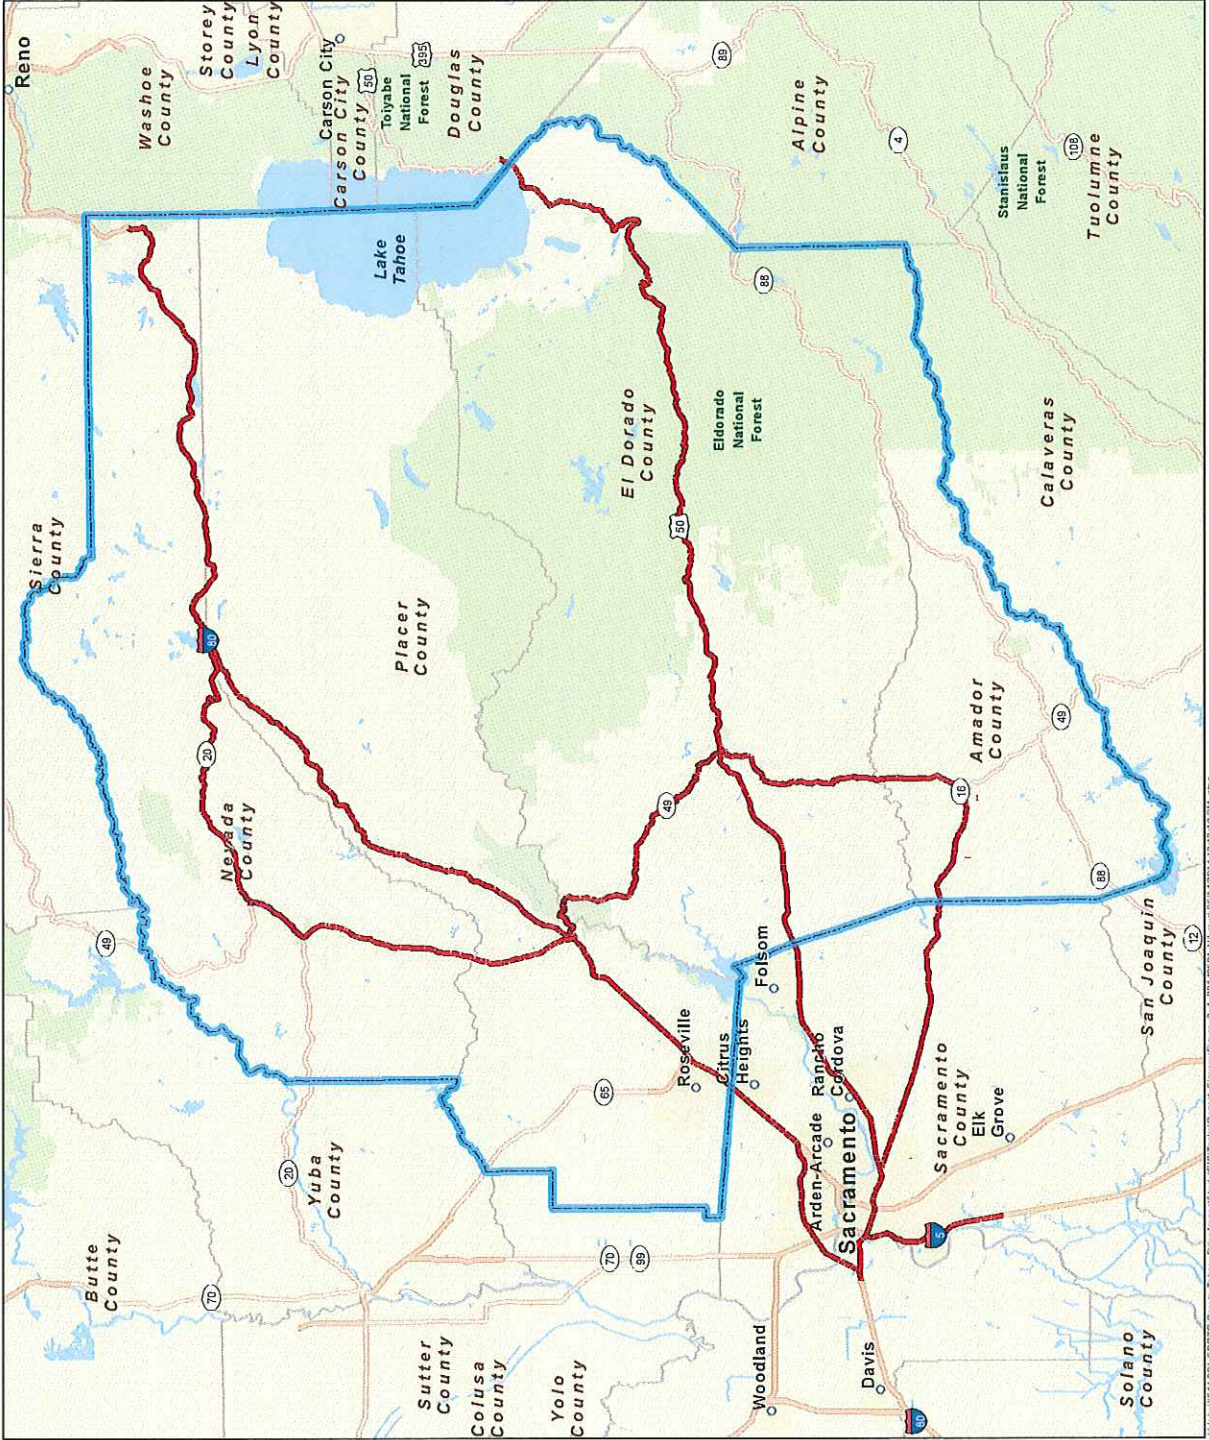 Reno
Storey
County
Lyon
County
Washoe
County
Carson City
Carson City
County
50
395
Toiyabe
National
Forest
Douglas
County
89
Alpine
County
4
Stanislaus
National
Forest
108
Tuolumne
County
Lake
Tahoe
88
Sierra
County
El Dorado
County
Eldorado
National
Forest
Calaveras
County
50
80
Placer
County
20
Nevada
County
49
Amador
County
49
16
88
49
Folsom
San Joaquin
County
12
Roseville
Citrus
Heights
Rancho
Cordova
65
Sacramento
County
Elk
Grove
Arden-Arcade
Sacramento
20
Yuba
County
Butte
County
70
70
99
5
Sutter
County
Colusa
County
Yolo
County
Woodland
Davis
80
Solano
County